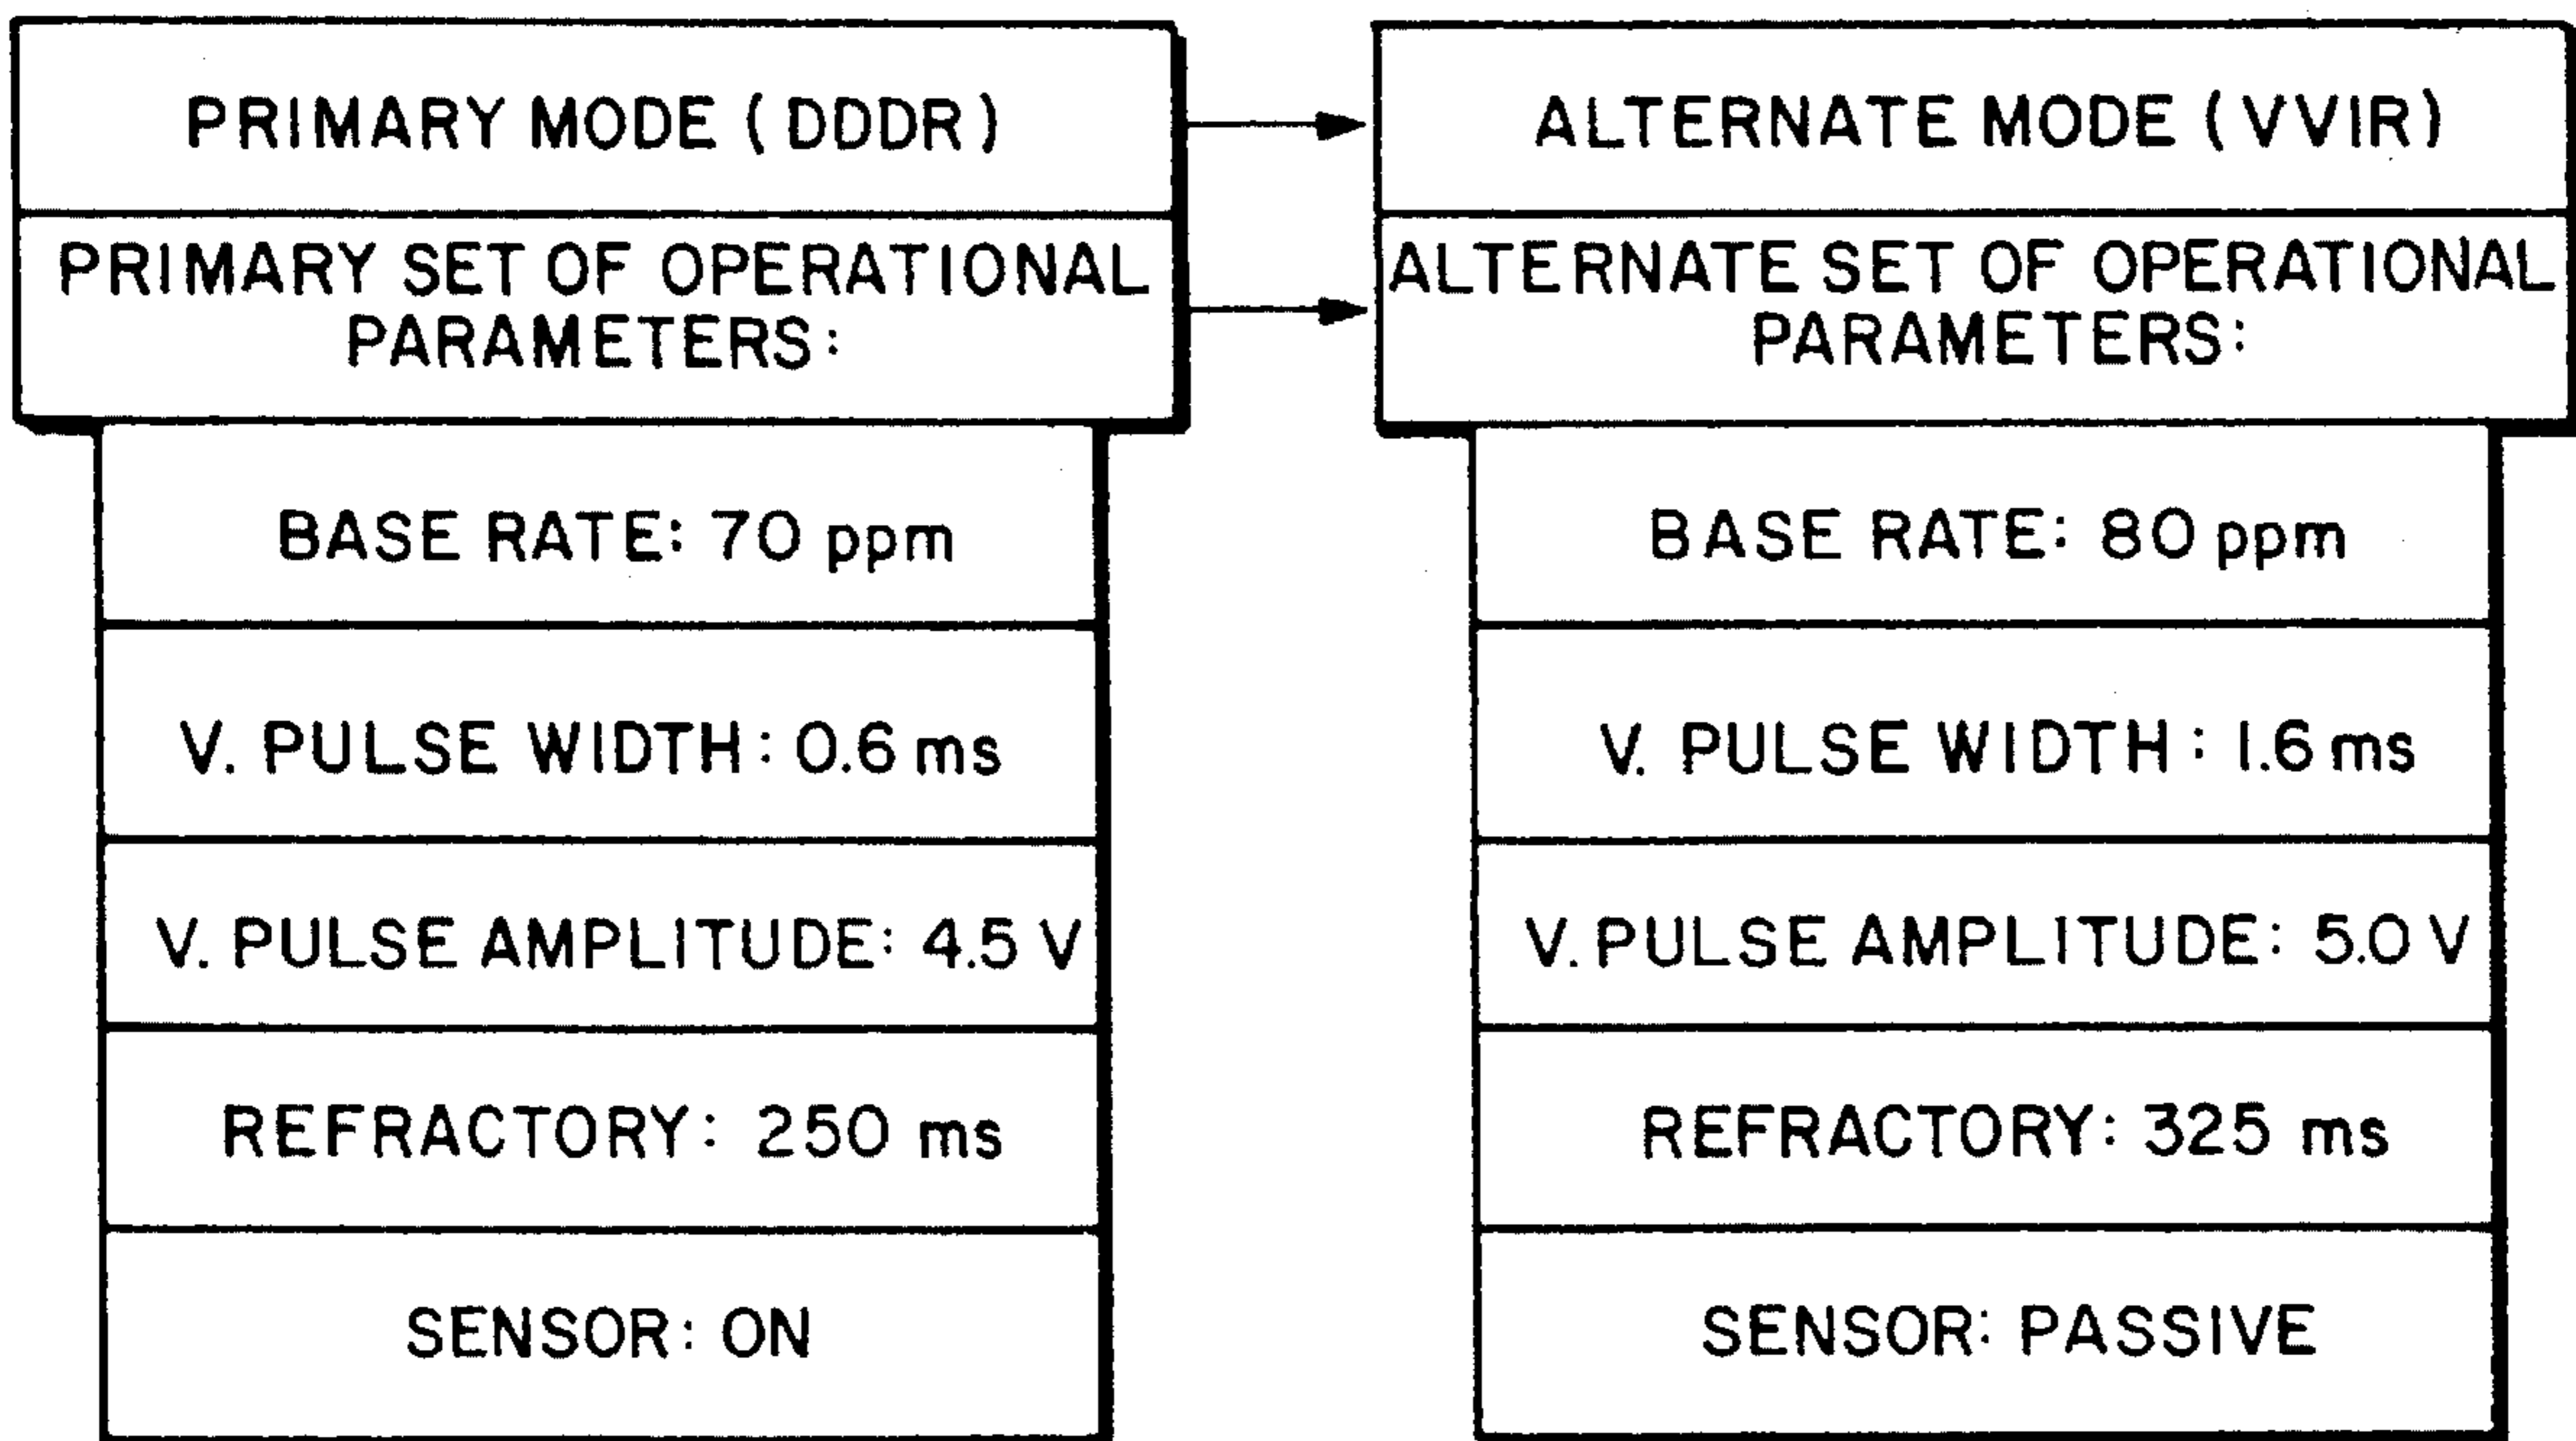 PRIMARY MODE (DDDR)
PRIMARY SET OF OPERATIONAL
PARAMETERS:
BASE RATE: 70 ppm
V. PULSE WIDTH: 0.6 ms
V. PULSE AMPLITUDE: 4.5 V
REFRACTORY: 250 ms
SENSOR: ON
ALTERNATE MODE (VVIR)
ALTERNATE SET OF OPERATIONAL
PARAMETERS:
BASE RATE: 80 ppm
V. PULSE WIDTH: 1.6 ms
V. PULSE AMPLITUDE: 5.0 V
REFRACTORY: 325 ms
SENSOR: PASSIVE